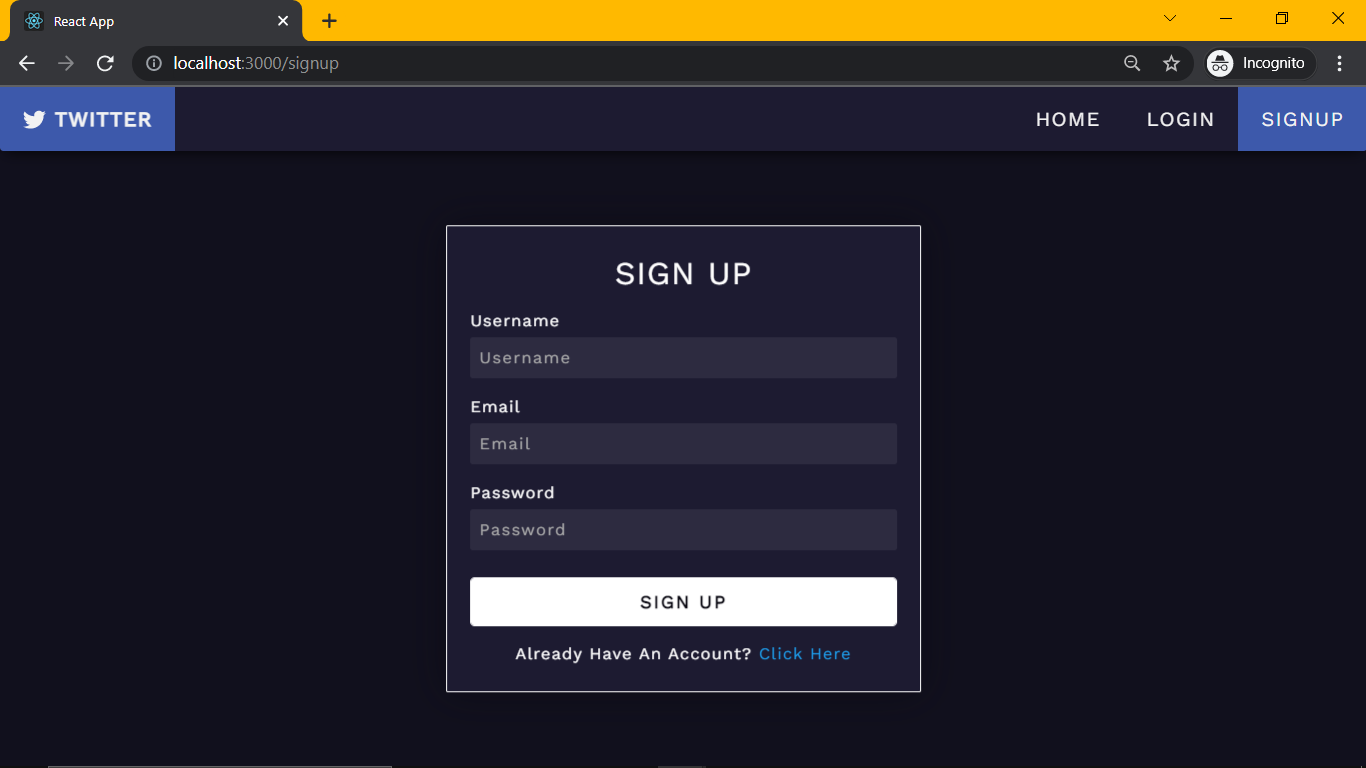 React App
localhost:3000/signup
Incognito
TWITTER
HOME
LOGIN
SIGNUP
SIGN UP
Username
Username
Email
Email
Password
Password
SIGN UP
Already Have An Account? Click Here